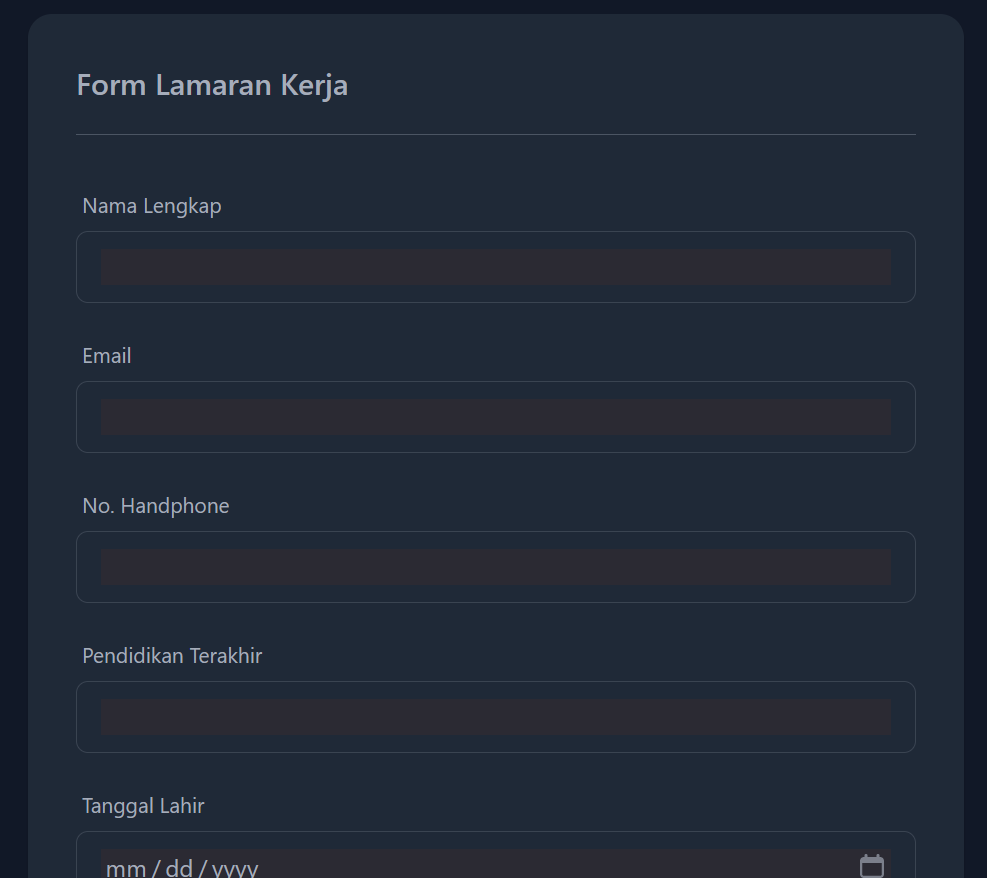 Form Lamaran Kerja
Nama Lengkap
Email
No. Handphone
Pendidikan Terakhir
Tanggal Lahir
mm / dd / yyyy